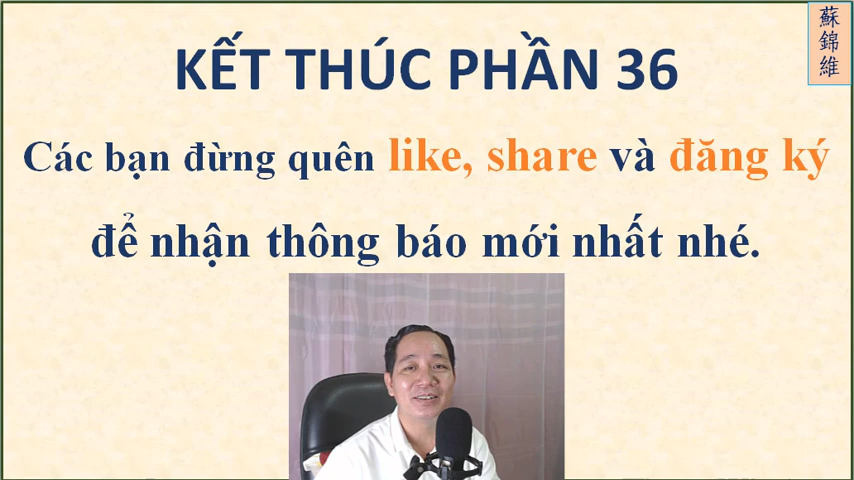 KẾT THÚC PHẦN 36
Các bạn đừng quên like, share và đăng ký
để nhận thông báo mới nhất nhé.
蘇錦維